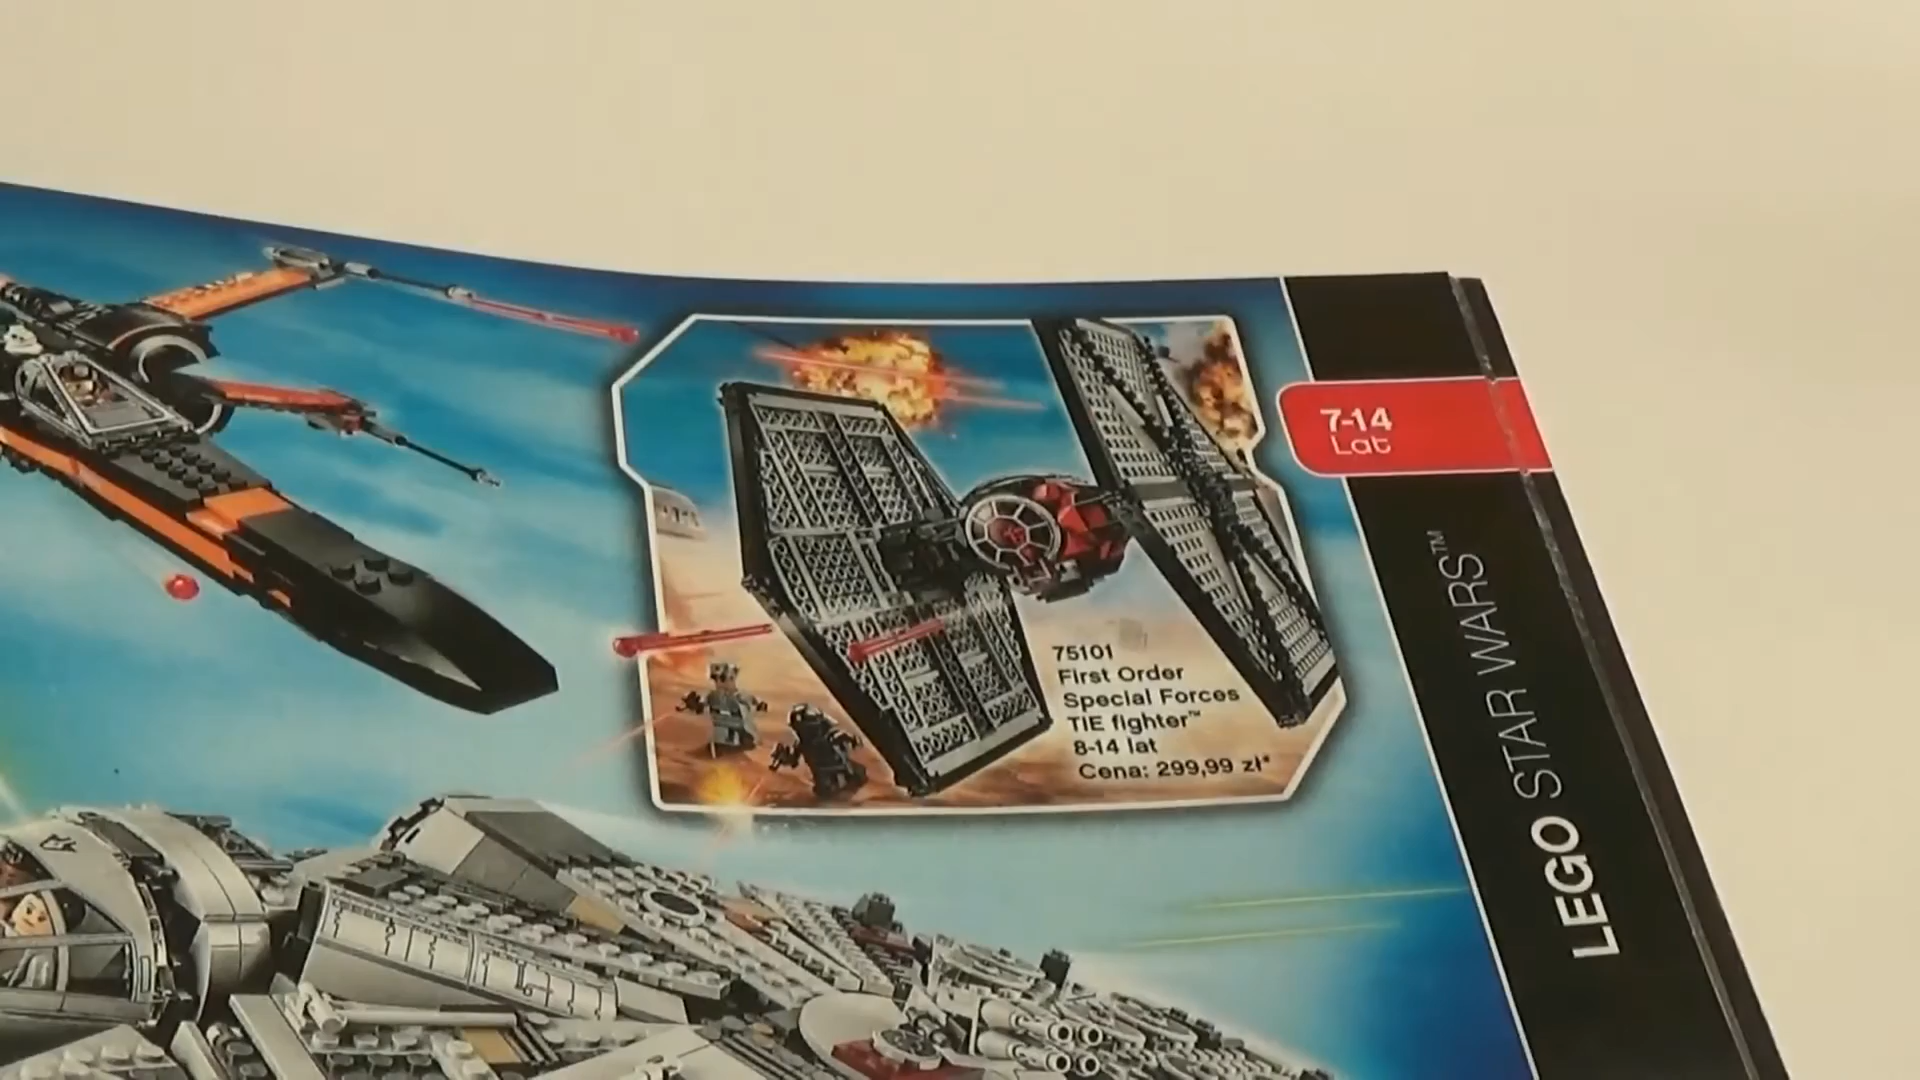 7-14
Lat
75101
First Order
Special Forces
TIE fighter™
8-14 lat
Cena: 299,99 zł*
LEGO STAR WARS™